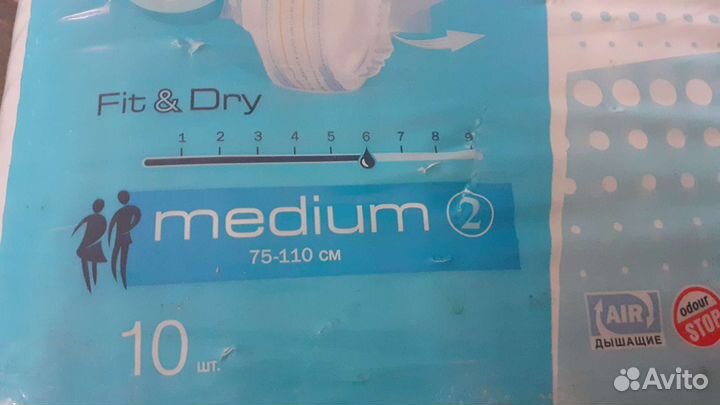 Fit & Dry
1 2 3 4 5 6 7 8 9
medium 2
75-110 см
10 шт.
AIR
ДЫШАЩИЕ
odour
STOP
Avito